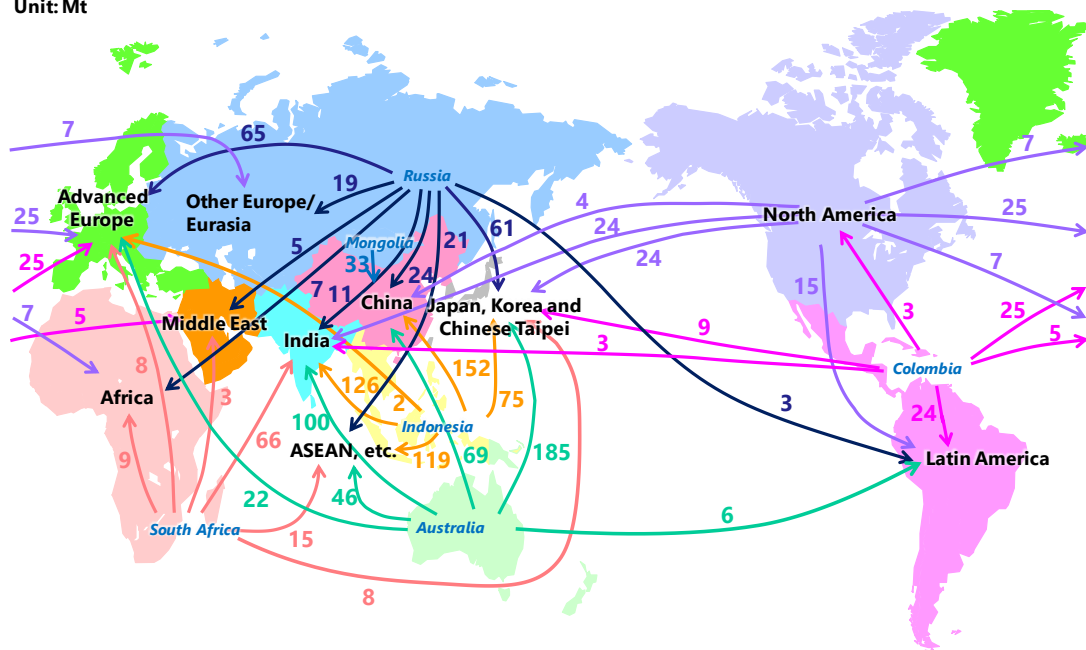 Unit: Mt
7
65
7
Russia
19
Advanced
Europe
Other Europe/
Eurasia
4
North America
25
61
21
24
25
Mongolia
5
33
24
24
7
25
7
11
China
15
Japan, Korea and
Chinese Taipei
3
25
7
5
Middle East
India
9
5
3
8
152
Colombia
126
75
3
Africa
2
3
24
100
Indonesia
66
ASEAN, etc.
119
69
185
Latin America
9
22
46
6
South Africa
Australia
15
8